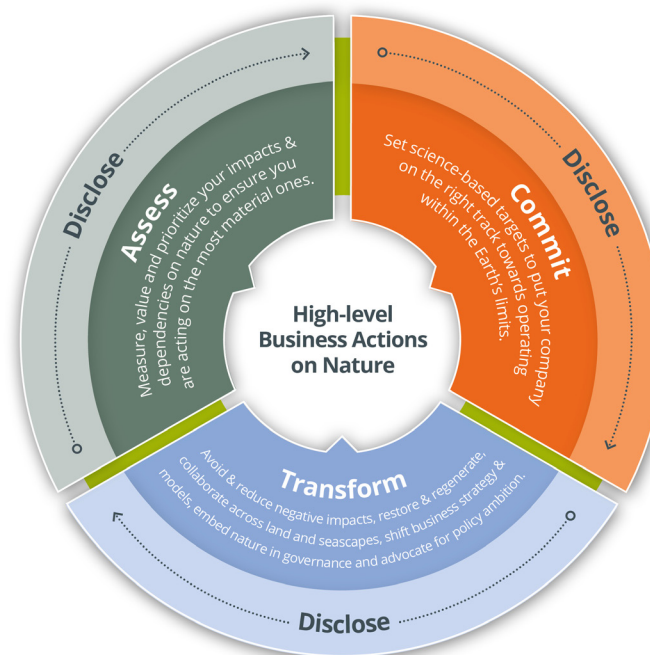 High-level
Business Actions
on Nature
Disclose
Assess
Measure, value and prioritize your impacts &
dependencies on nature to ensure you
are acting on the most material ones.
Disclose
Commit
Set science-based targets to put your company
on the right track towards operating
within the Earth's limits.
Transform
Avoid & reduce negative impacts, restore & regenerate,
collaborate across land and seascapes, shift business strategy &
models, embed nature in governance and advocate for policy ambition.
Disclose